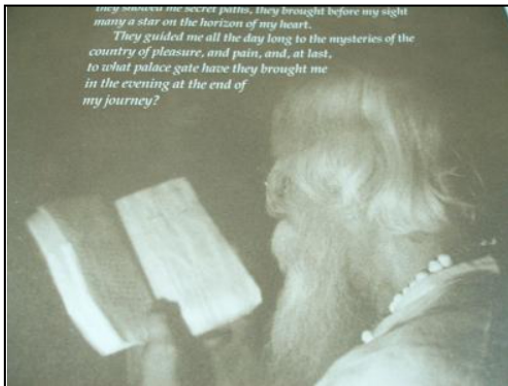 they showed me secret paths, they brought before my sight
many a star on the horizon of my heart.
They guided me all the day long to the mysteries of the
country of pleasure, and pain, and, at last,
to what palace gate have they brought me
in the evening at the end of
my journey?